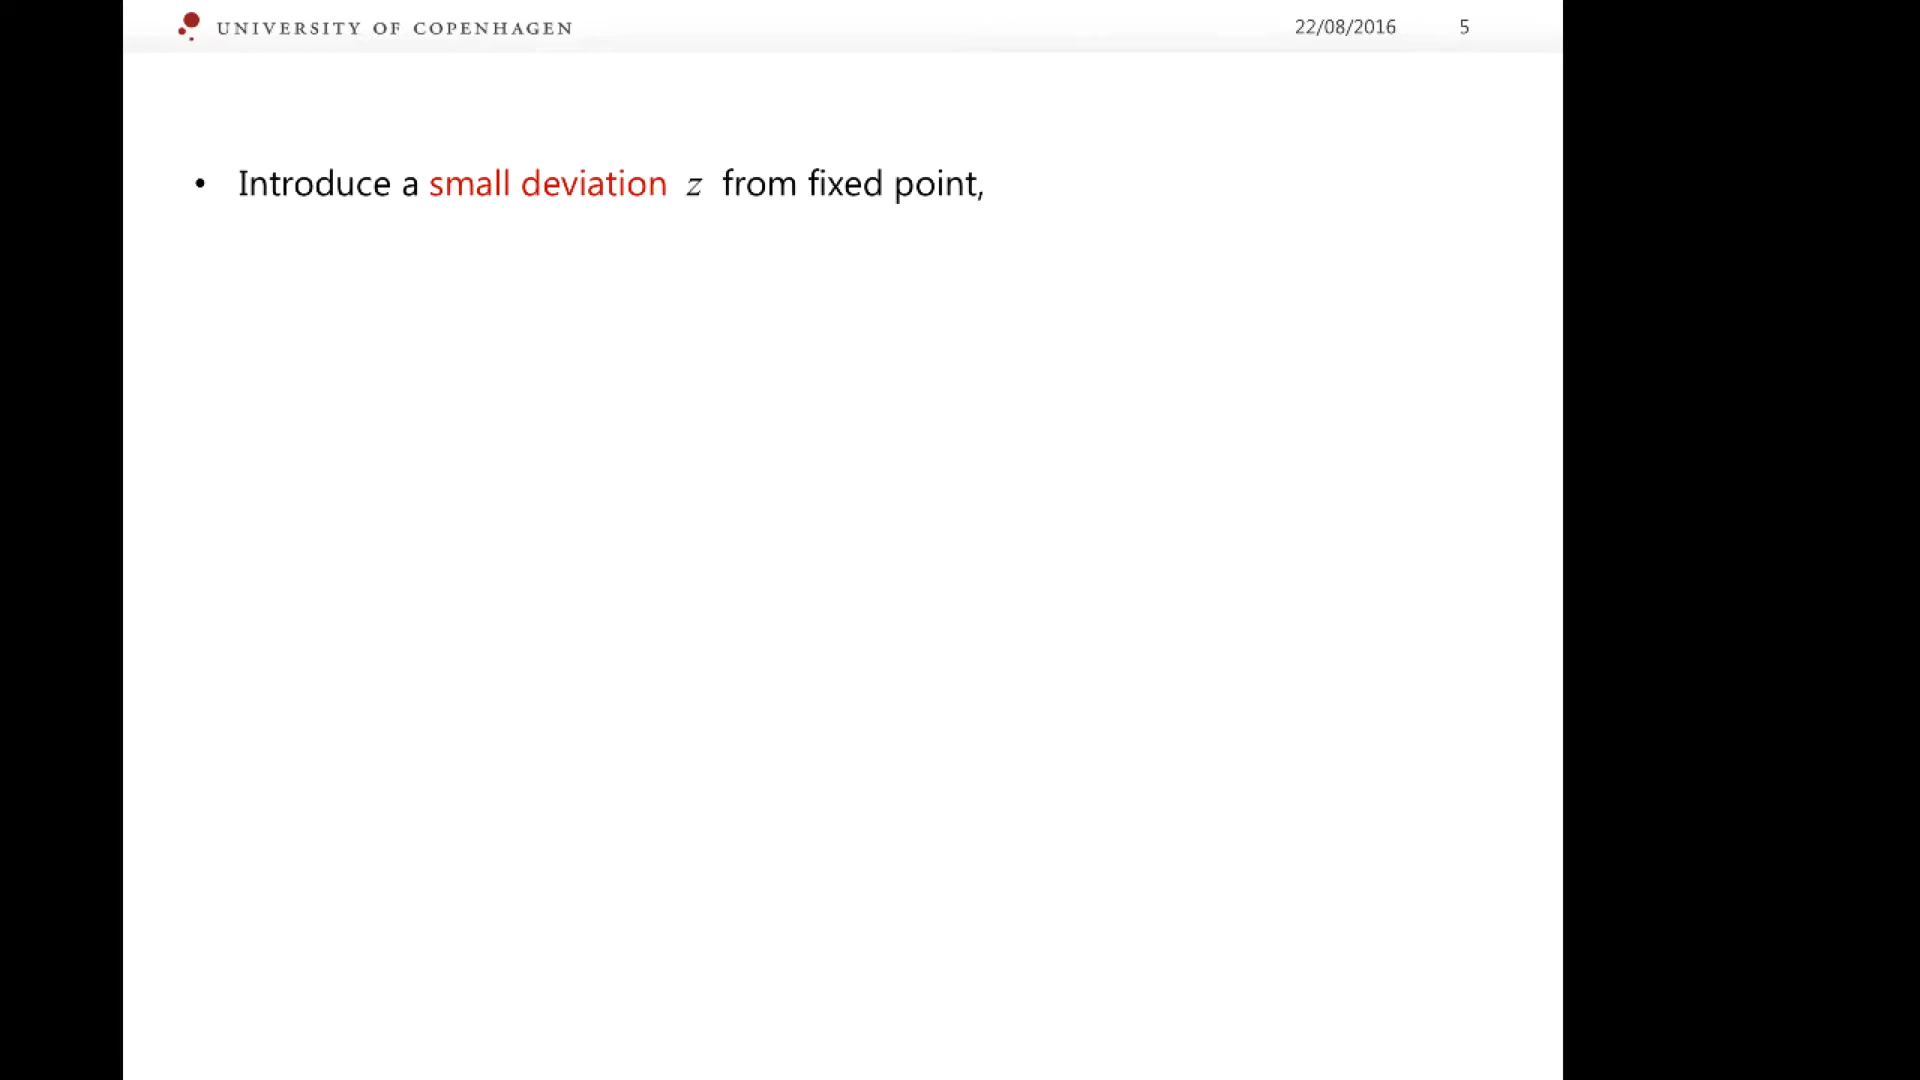 UNIVERSITY OF COPENHAGEN 22/08/2016 5
• Introduce a small deviation z from fixed point,